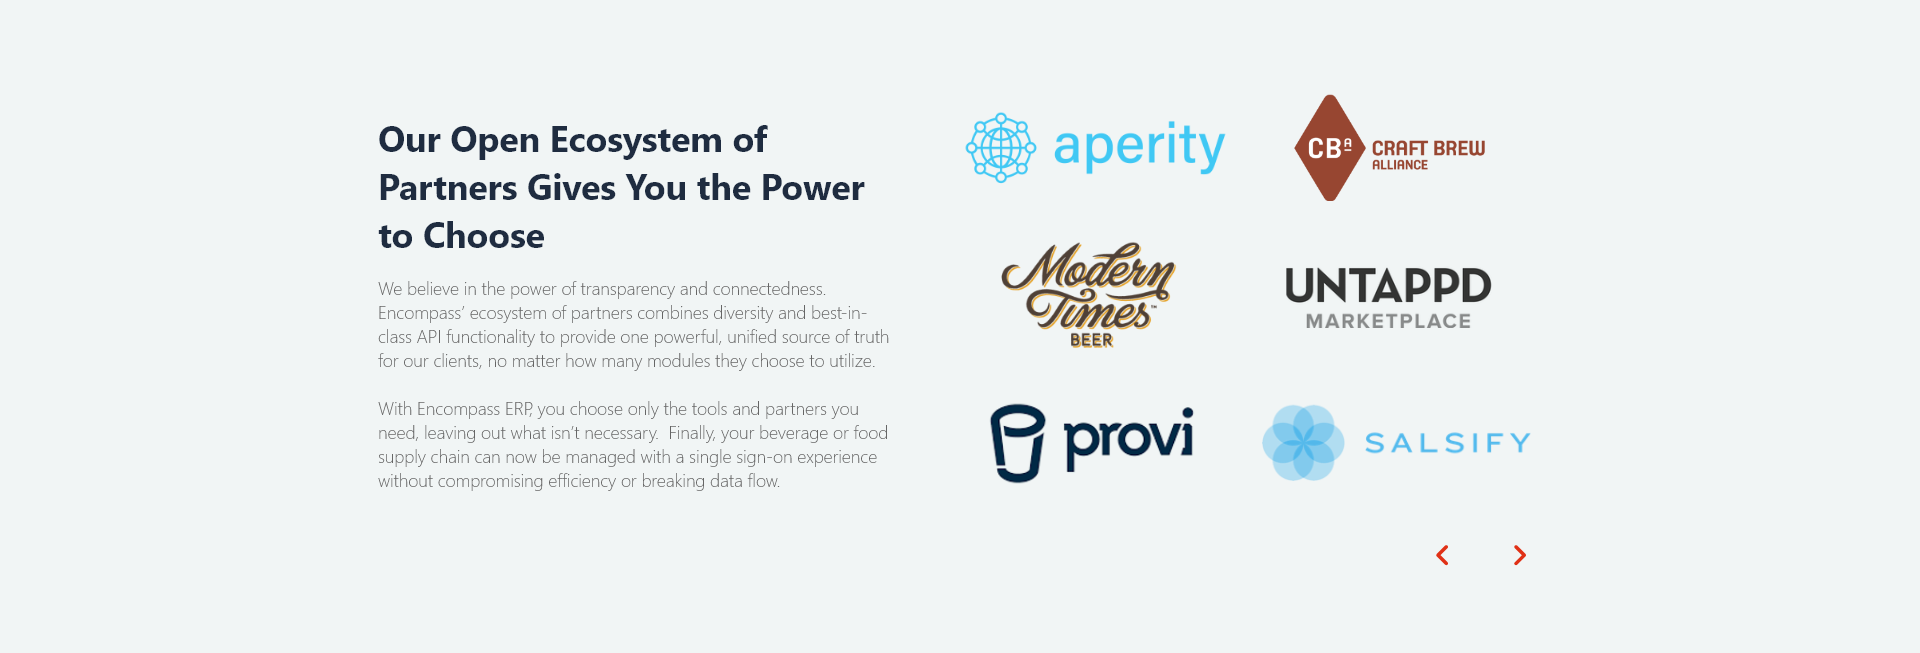 Our Open Ecosystem of
Partners Gives You the Power
to Choose
We believe in the power of transparency and connectedness.
Encompass’ ecosystem of partners combines diversity and best-in-
class API functionality to provide one powerful, unified source of truth
for our clients, no matter how many modules they choose to utilize.
With Encompass ERP, you choose only the tools and partners you
need, leaving out what isn’t necessary.  Finally, your beverage or food
supply chain can now be managed with a single sign-on experience
without compromising efficiency or breaking data flow.
aperity
CBA CRAFT BREW
ALLIANCE
Modern
Times™
BEER
UNTAPPD
MARKETPLACE
provi
SALSIFY